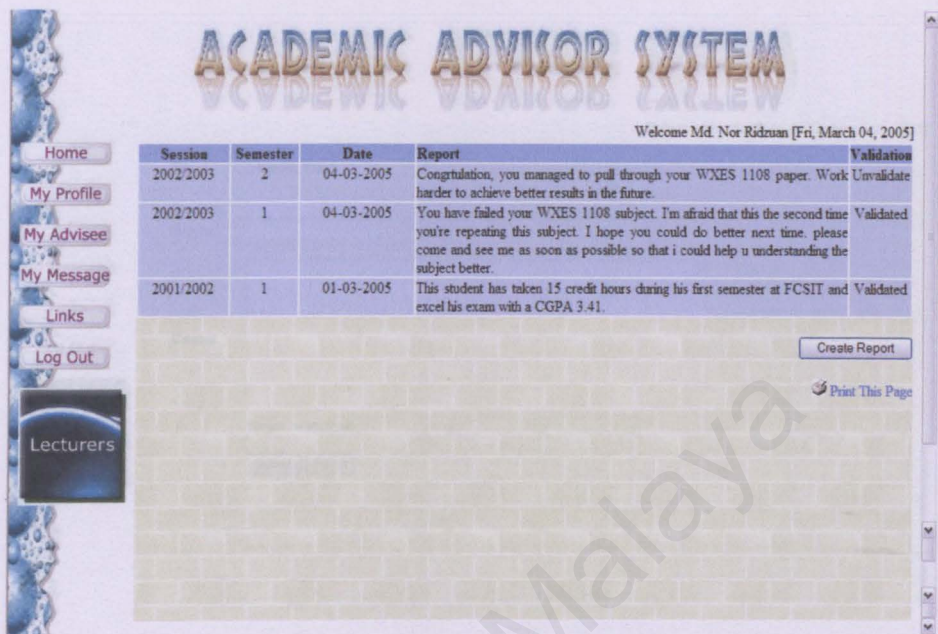 ACADEMIC ADVISOR SYSTEM
Welcome Md. Nor Ridzuan [Fri, March 04, 2005]
Home
My Profile
My Advisee
My Message
Links
Log Out
Lecturers
Session Semester Date Report Validation
2002/2003 2 04-03-2005 Congrtulation, you managed to pull through your WXES 1108 paper. Work Unvalidate
harder to achieve better results in the future.
2002/2003 1 04-03-2005 You have failed your WXES 1108 subject. I'm afraid that this the second time Validated
you're repeating this subject. I hope you could do better next time. please
come and see me as soon as possible so that i could help u understanding the
subject better.
2001/2002 1 01-03-2005 This student has taken 15 credit hours during his first semester at FCSIT and Validated
excel his exam with a CGPA 3.41.
Create Report
Print This Page
Malaya